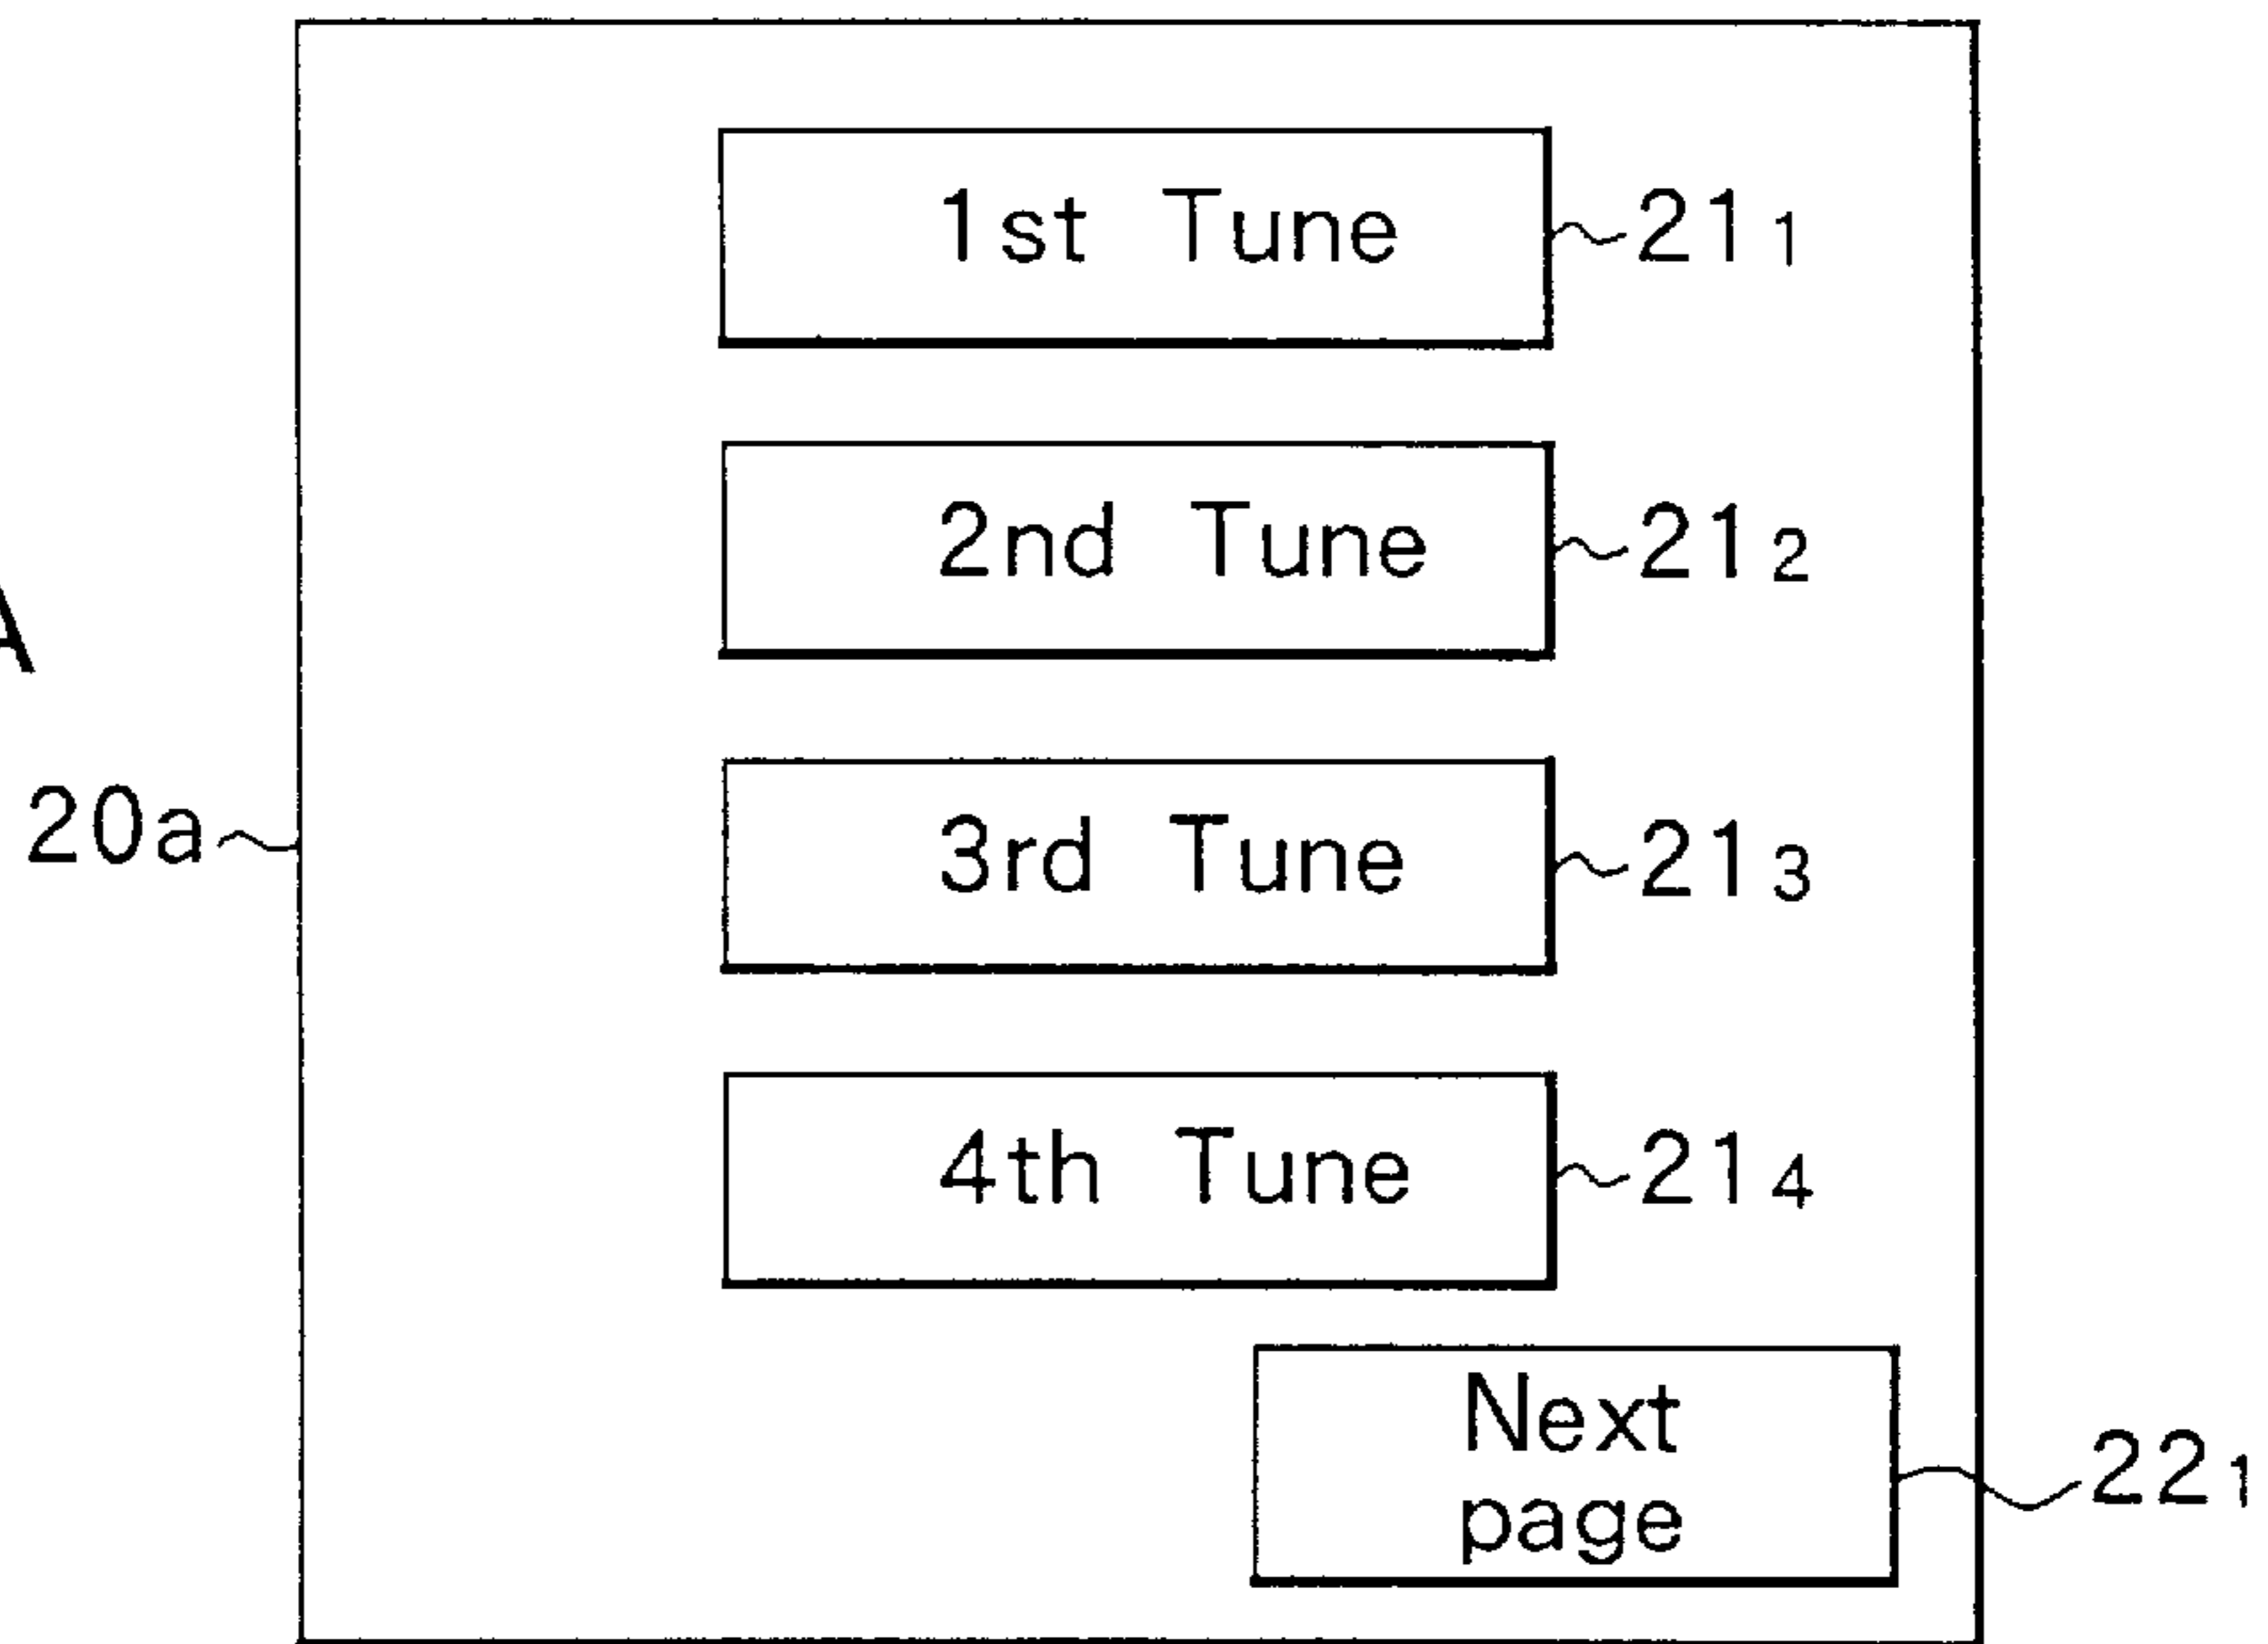 1st Tune 21₁
2nd Tune 21₂
A
20a
3rd Tune 21₃
4th Tune 21₄
Next
page
22₁